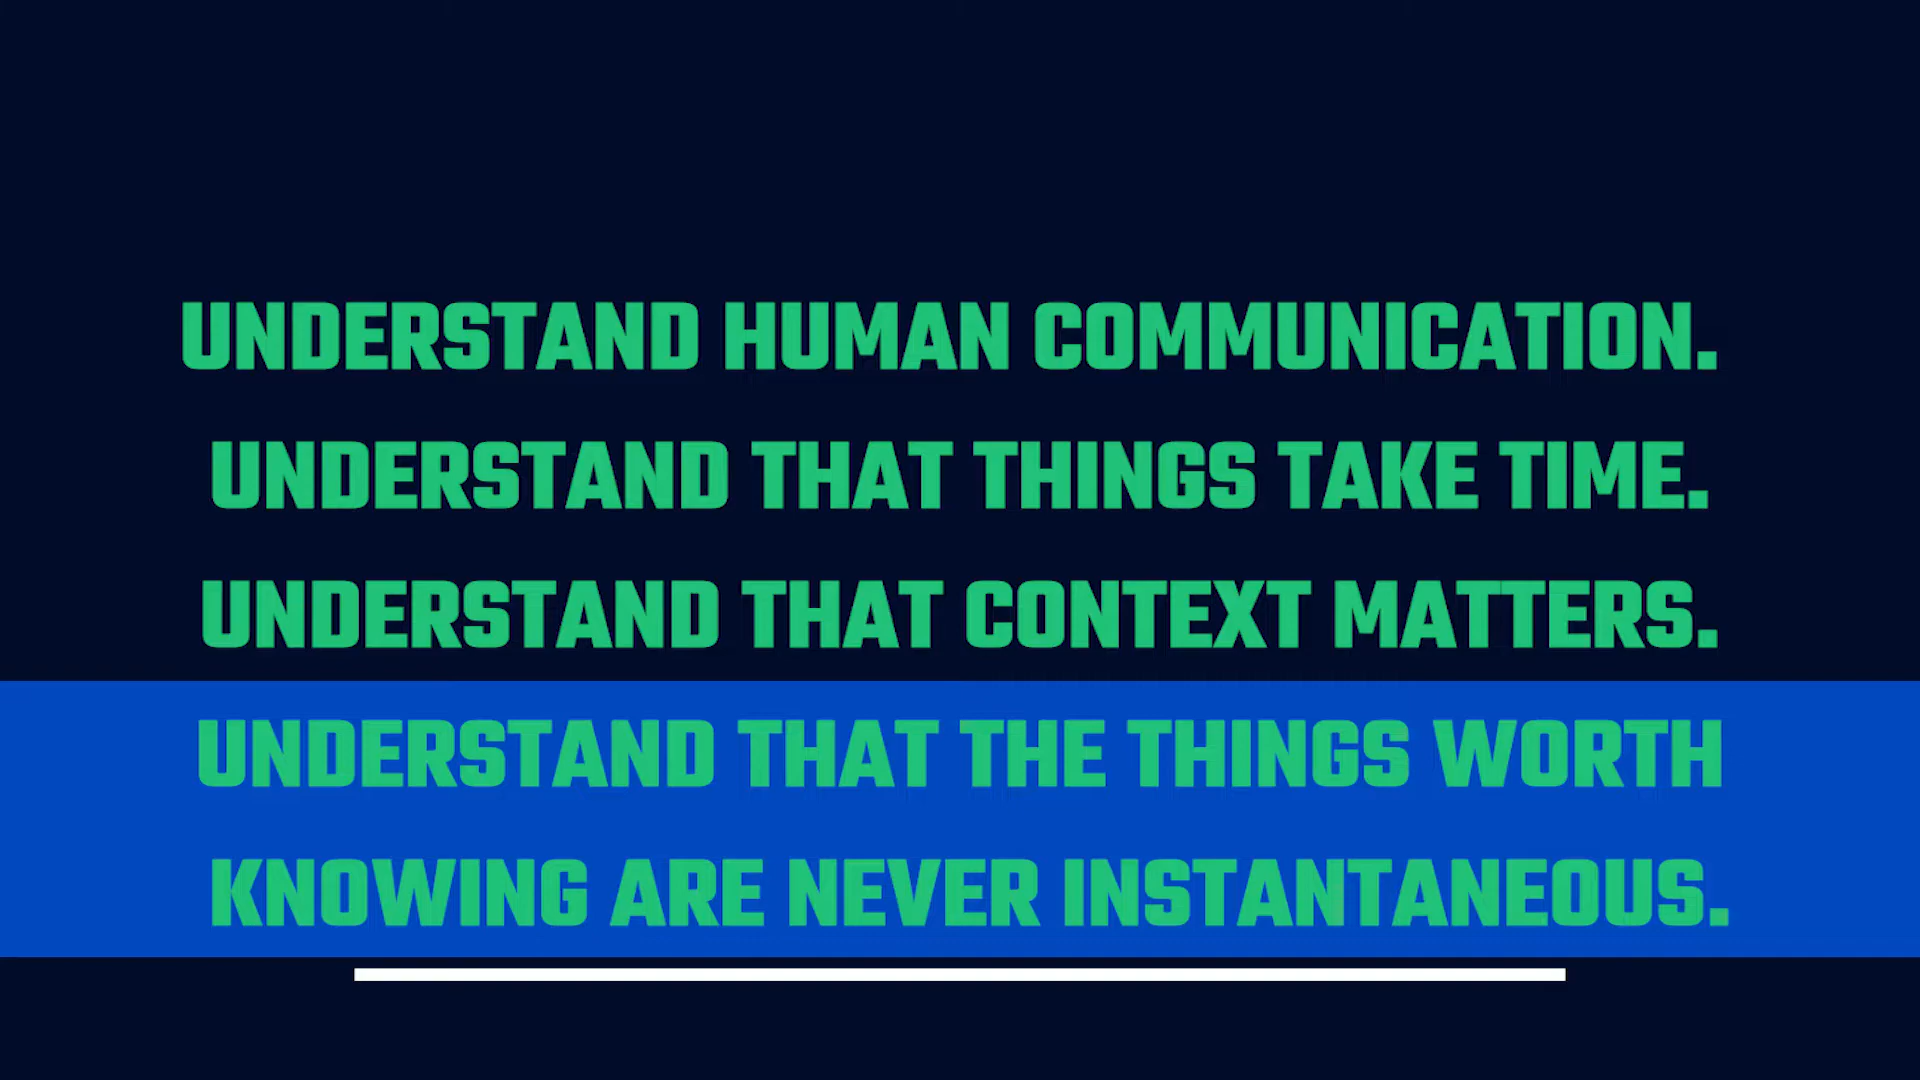 UNDERSTAND HUMAN COMMUNICATION.
UNDERSTAND THAT THINGS TAKE TIME.
UNDERSTAND THAT CONTEXT MATTERS.
UNDERSTAND THAT THE THINGS WORTH
KNOWING ARE NEVER INSTANTANEOUS.